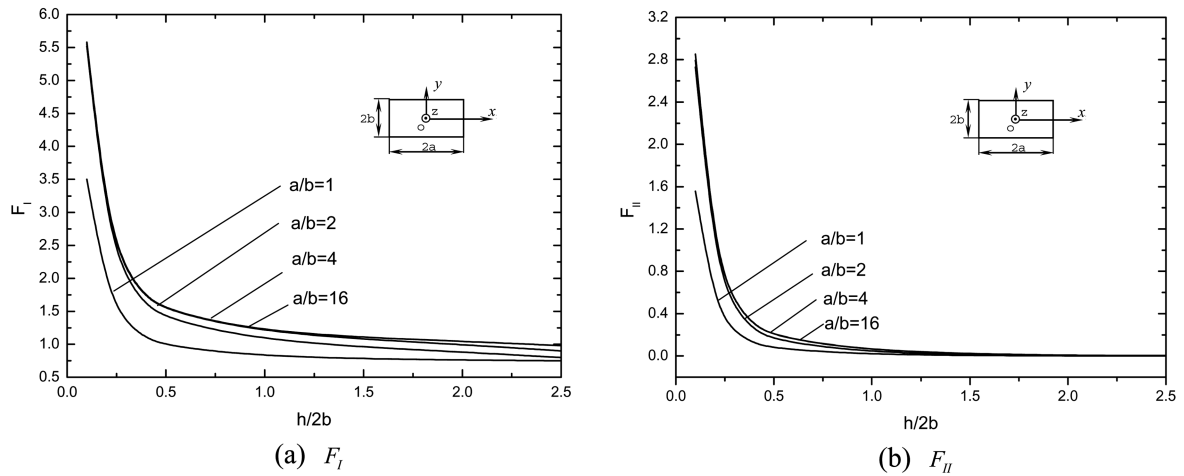 6.0
5.5
5.0
4.5
4.0
3.5
3.0
2.5
2.0
1.5
1.0
0.5
F_I
0.0 0.5 1.0 1.5 2.0 2.5
h/2b
a/b=1
a/b=2
a/b=4
a/b=16
y
2b
z
x
O
2a
(a) F_I
3.2
2.8
2.4
2.0
1.6
1.2
0.8
0.4
0.0
F_II
0.0 0.5 1.0 1.5 2.0 2.5
h/2b
a/b=1
a/b=2
a/b=4
a/b=16
y
2b
z
x
O
2a
(b) F_II